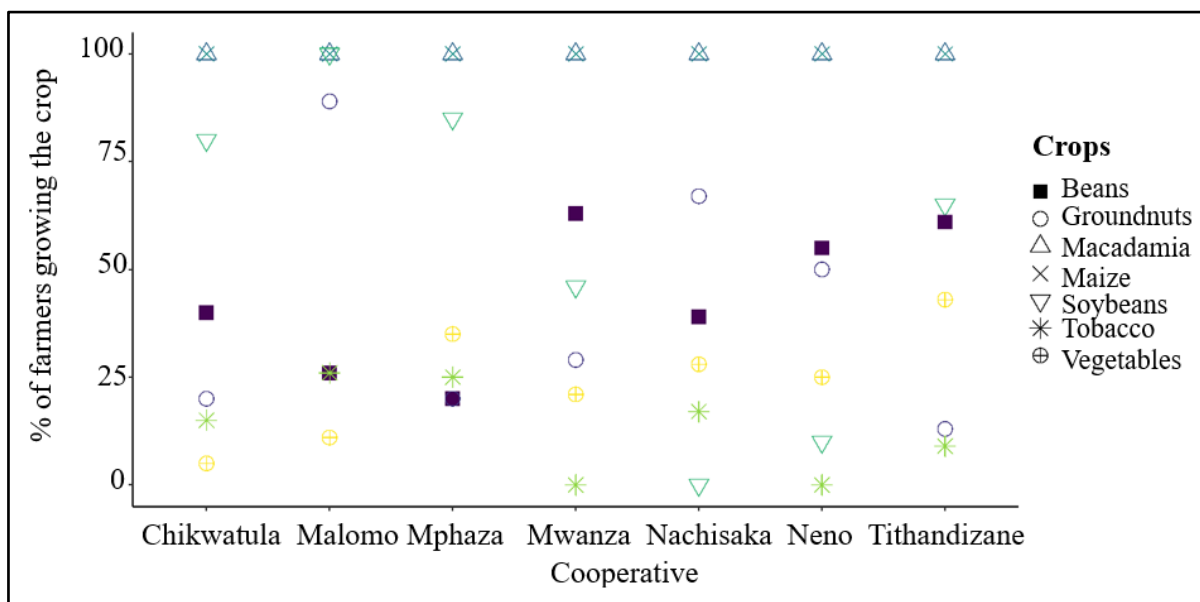 % of farmers growing the crop
100
75
50
25
0
Chikwatula Malomo Mphaza Mwanza Nachisaka Neno Tithandizane
Cooperative
Crops
Beans
Groundnuts
Macadamia
Maize
Soybeans
Tobacco
Vegetables